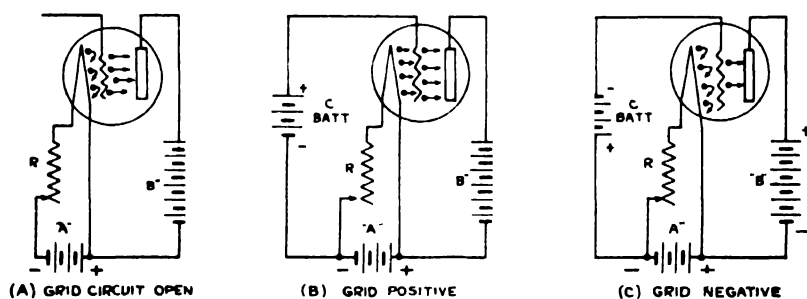 R
B-
A-
- +
(A) GRID CIRCUIT OPEN
+
C
BATT
-
R
B-
"A"
- +
(B) GRID POSITIVE
-
C
BATT
+
R
+
"B"
-
A-
- +
(C) GRID NEGATIVE